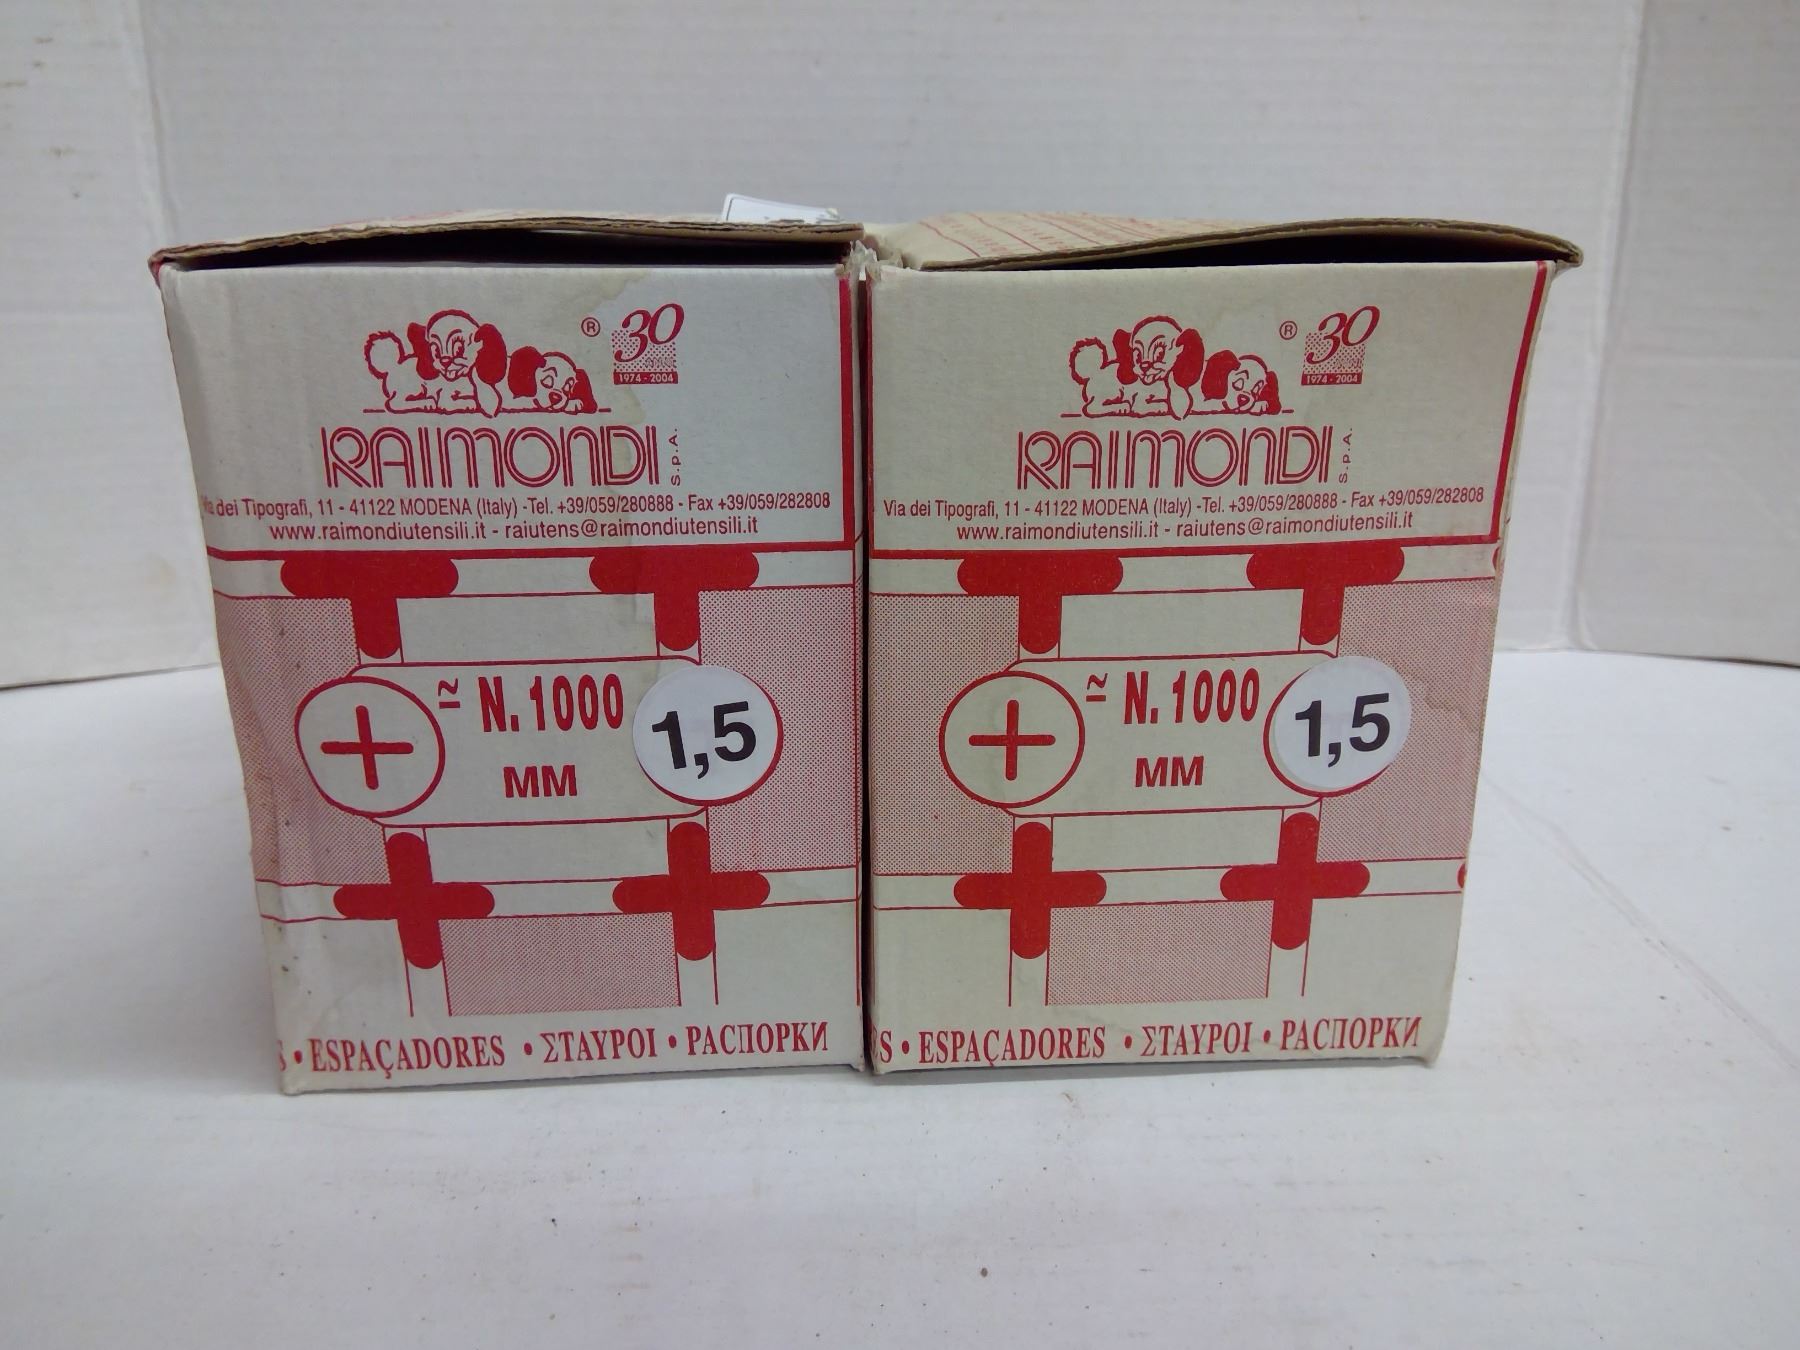 ® 30
1974 - 2004
RAIMONDI S.p.A.
Via dei Tipografi, 11 - 41122 MODENA (Italy) -Tel. +39/059/280888 - Fax +39/059/282808
www.raimondiutensili.it - raiutens@raimondiutensili.it
≃ N. 1000
MM
1,5
S • ESPAÇADORES • ΣΤΑΥΡΟΙ • РАСПОРКИ
® 30
1974 - 2004
RAIMONDI S.p.A.
Via dei Tipografi, 11 - 41122 MODENA (Italy) -Tel. +39/059/280888 - Fax +39/059/282808
www.raimondiutensili.it - raiutens@raimondiutensili.it
≃ N. 1000
MM
1,5
ES • ESPAÇADORES • ΣΤΑΥΡΟΙ • РАСПОРКИ